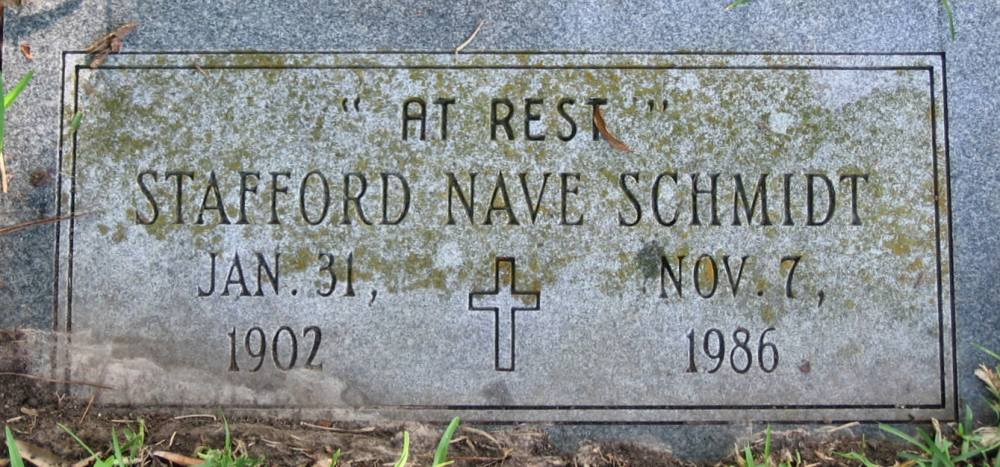 " AT REST "
STAFFORD NAVE SCHMIDT
JAN. 31, NOV. 7,
1902 1986